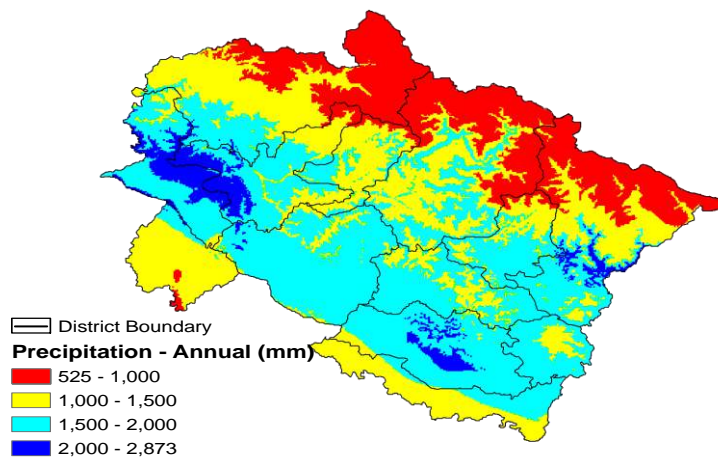 District Boundary
Precipitation - Annual (mm)
525 - 1,000
1,000 - 1,500
1,500 - 2,000
2,000 - 2,873